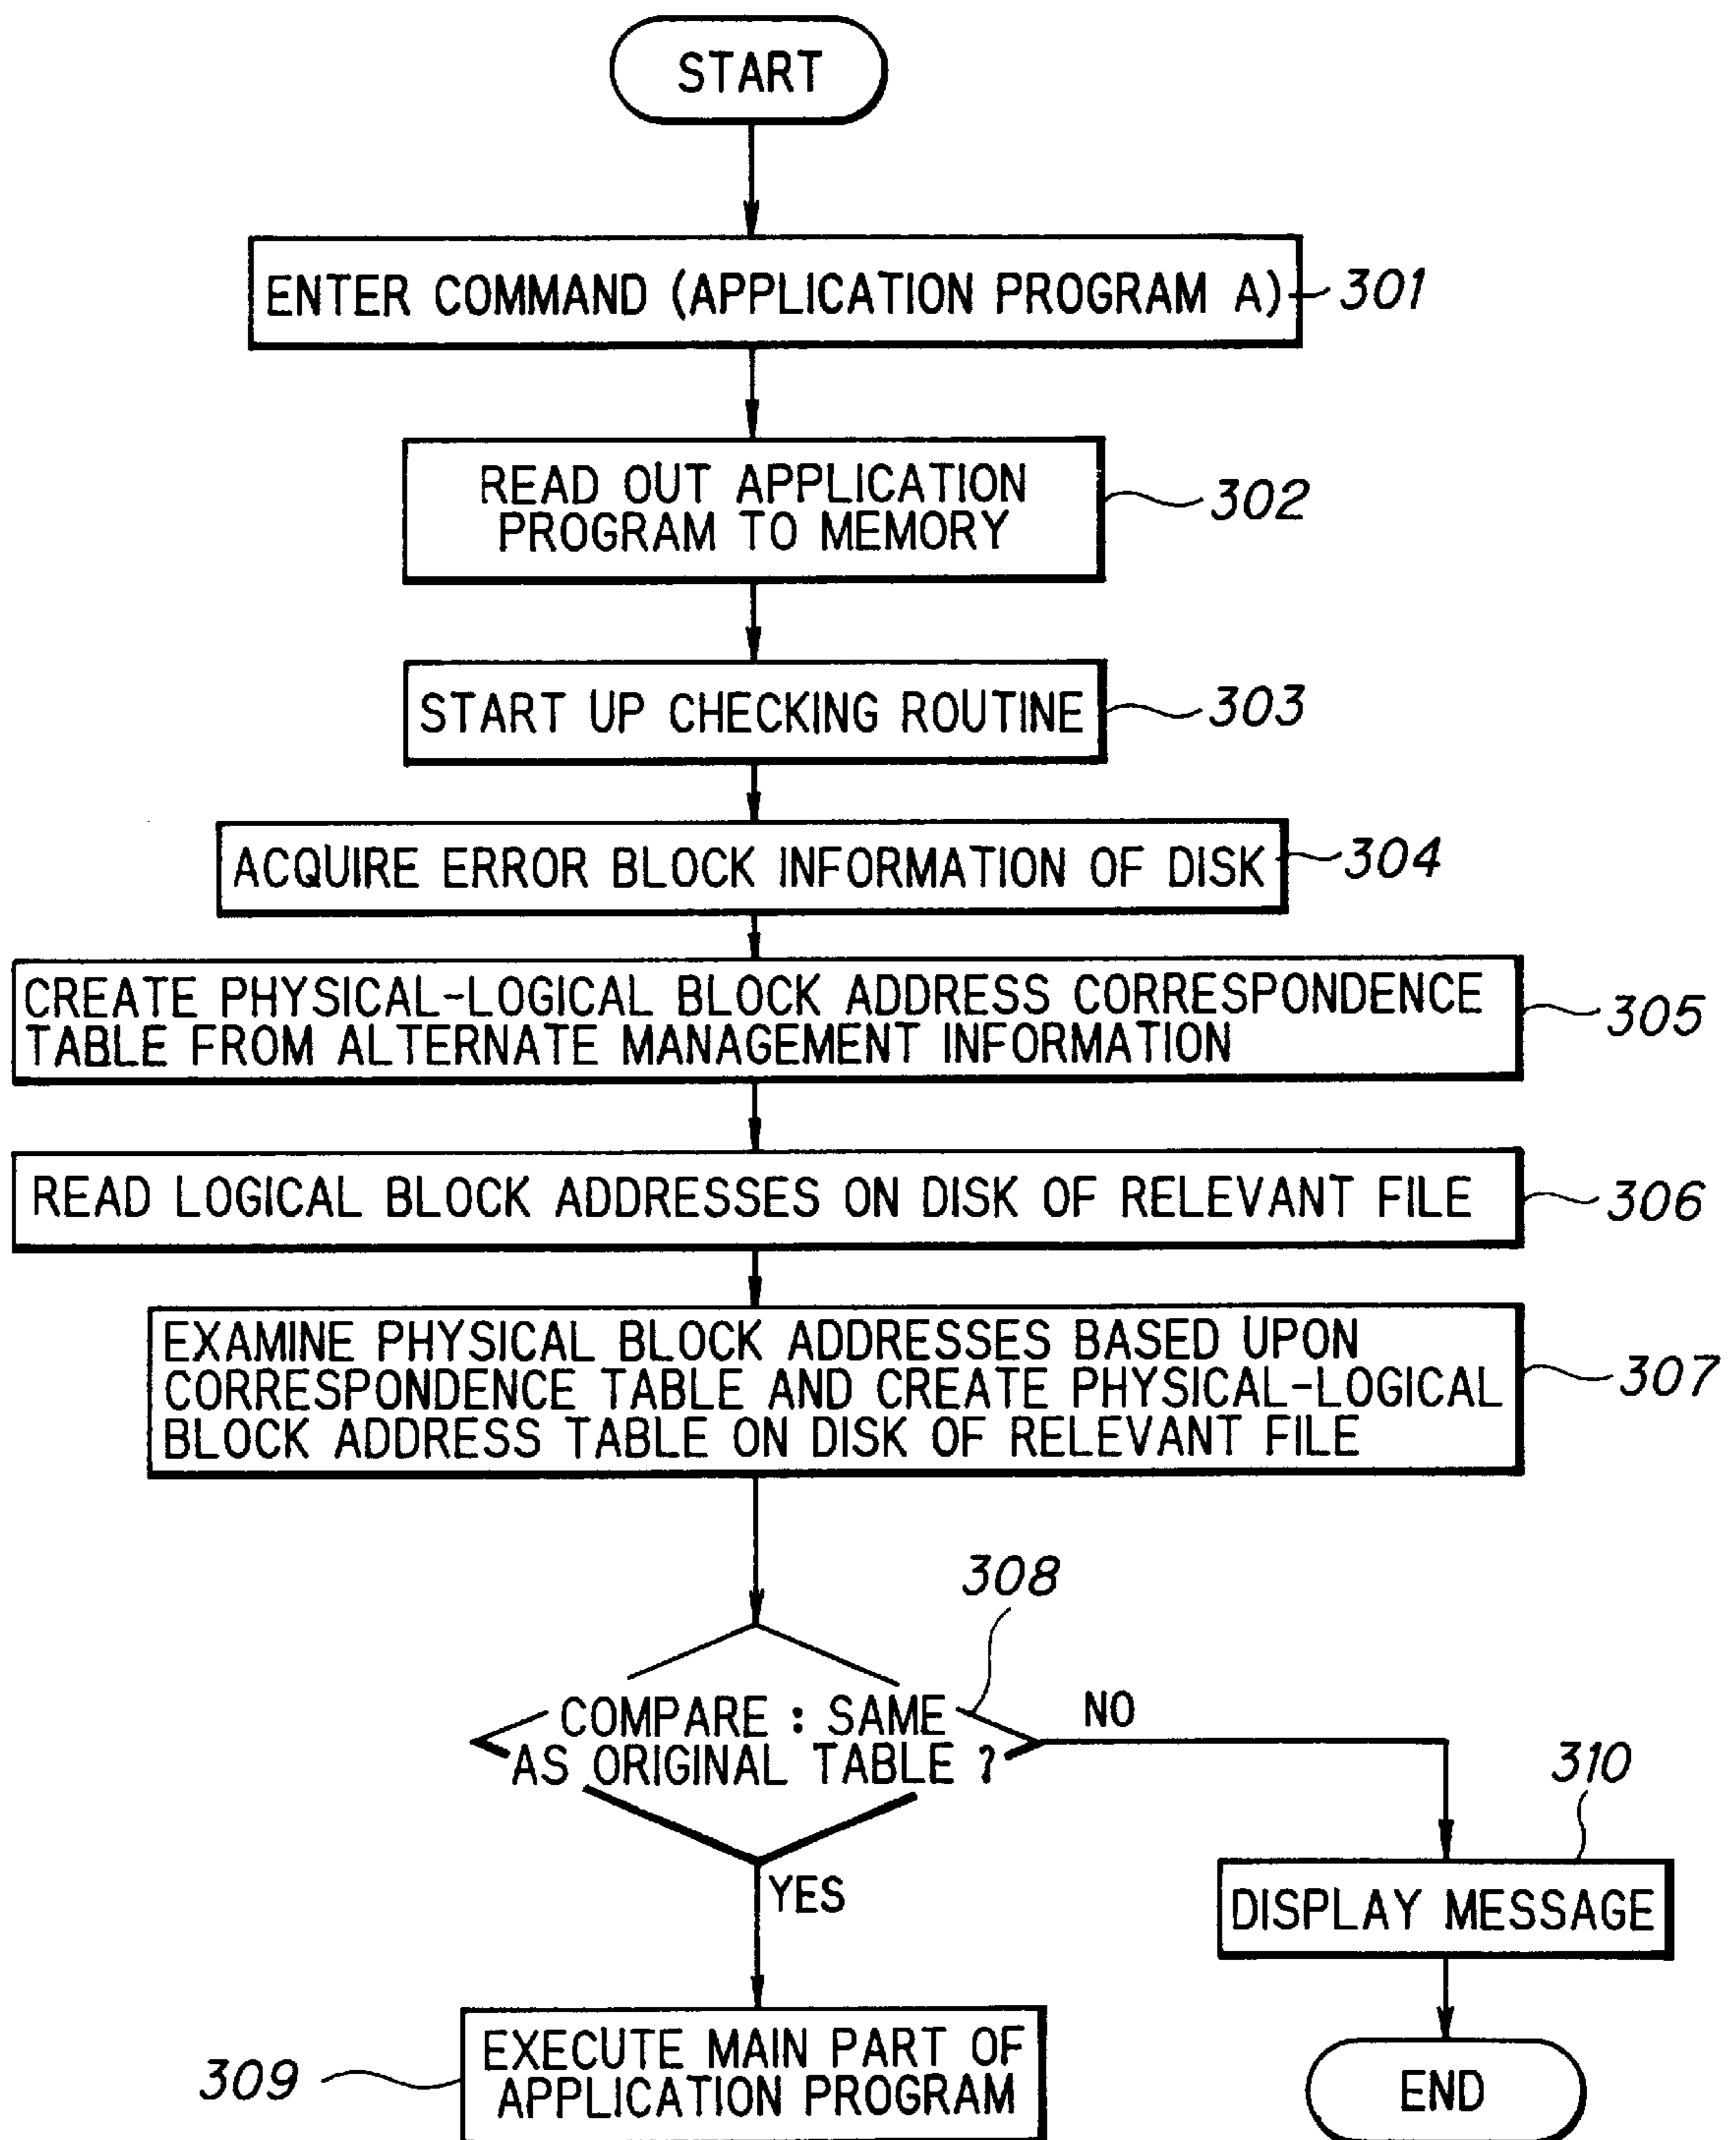 START
ENTER COMMAND (APPLICATION PROGRAM A)
301
READ OUT APPLICATION
PROGRAM TO MEMORY
302
START UP CHECKING ROUTINE
303
ACQUIRE ERROR BLOCK INFORMATION OF DISK
304
CREATE PHYSICAL-LOGICAL BLOCK ADDRESS CORRESPONDENCE
TABLE FROM ALTERNATE MANAGEMENT INFORMATION
305
READ LOGICAL BLOCK ADDRESSES ON DISK OF RELEVANT FILE
306
EXAMINE PHYSICAL BLOCK ADDRESSES BASED UPON
CORRESPONDENCE TABLE AND CREATE PHYSICAL-LOGICAL
BLOCK ADDRESS TABLE ON DISK OF RELEVANT FILE
307
308
COMPARE : SAME
AS ORIGINAL TABLE ?
NO
YES
310
DISPLAY MESSAGE
309
EXECUTE MAIN PART OF
APPLICATION PROGRAM
END